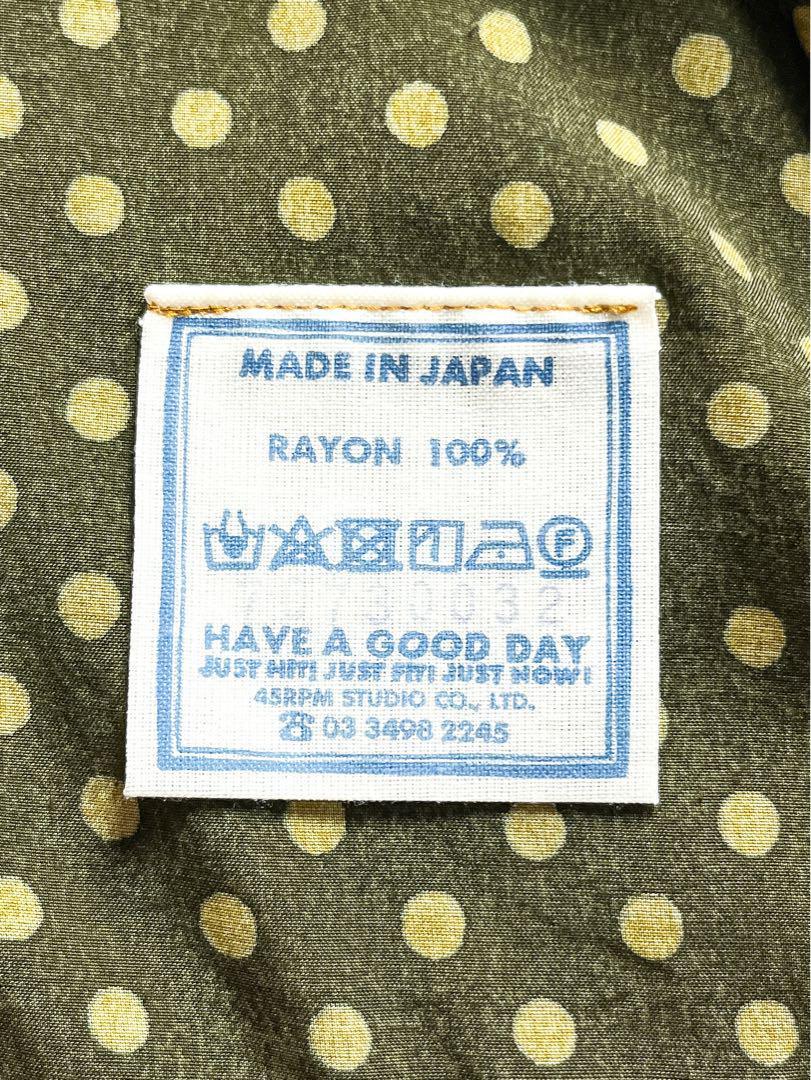 MADE IN JAPAN
RAYON 100%
F
HAVE A GOOD DAY
JUST HIT! JUST FIT! JUST NOW!
45RPM STUDIO CO., LTD.
☎ 03 3498 2245